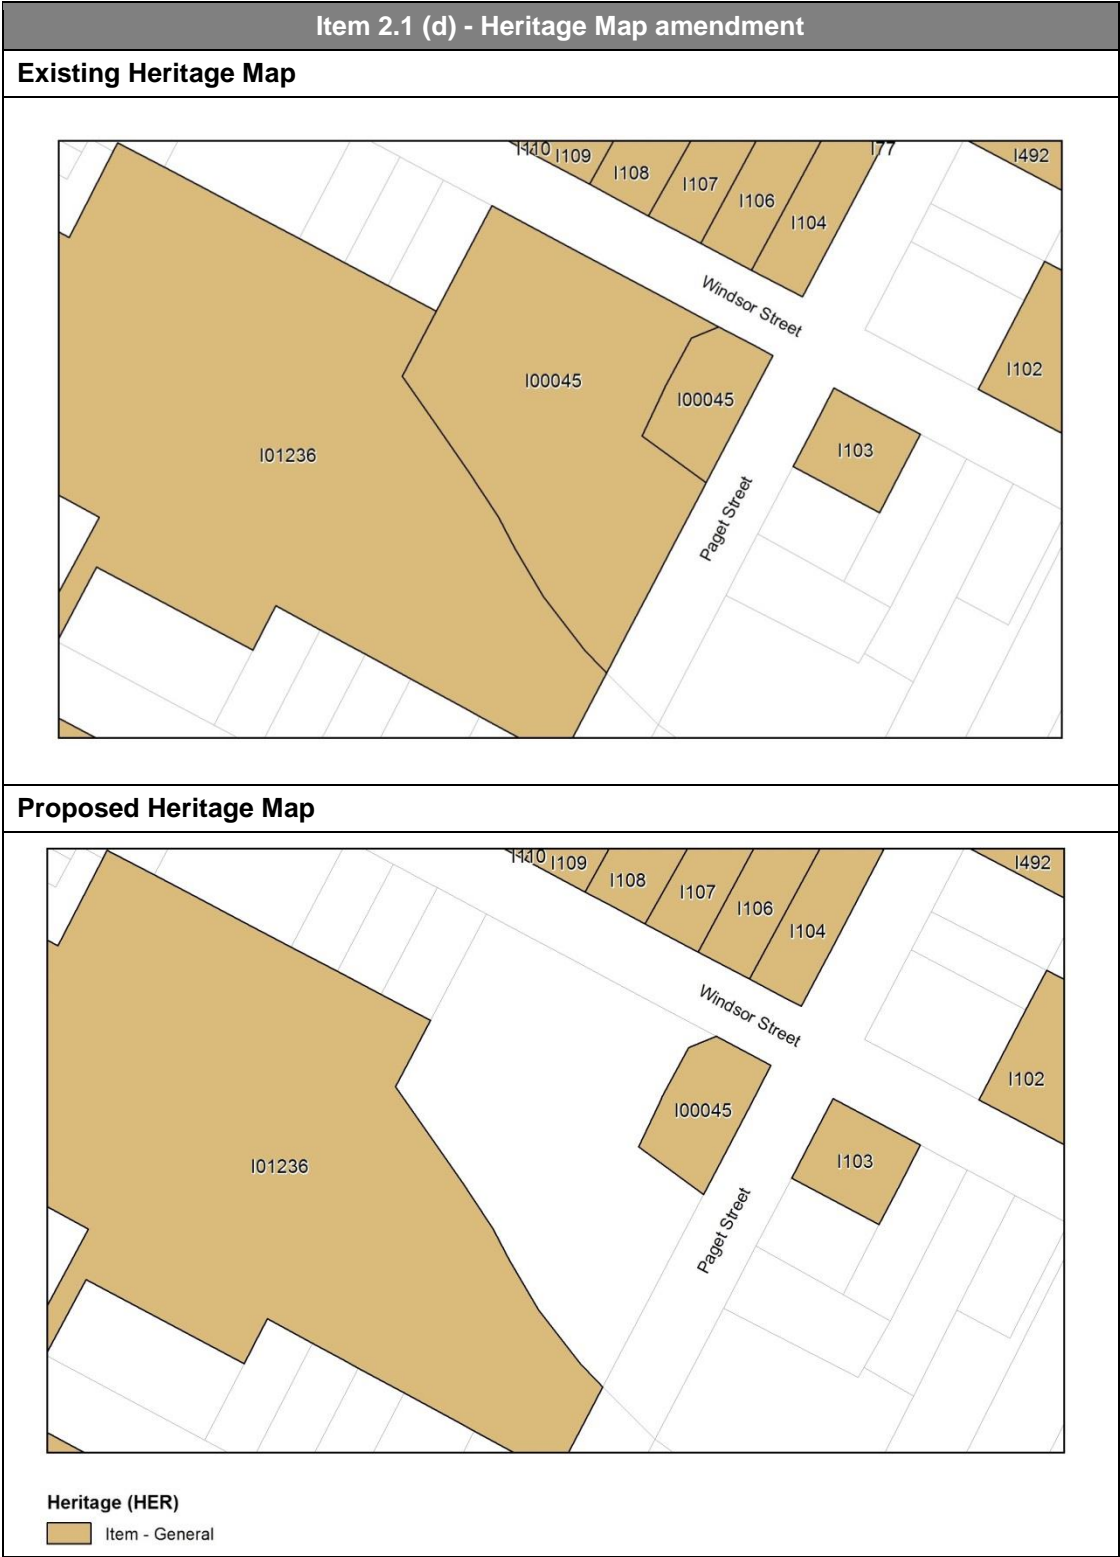 Item 2.1 (d) - Heritage Map amendment
Existing Heritage Map
I110 I109 I77 I492
I108
I107
I106
I104
Windsor Street
I102
I00045
I00045
I103
I01236
Paget Street
Proposed Heritage Map
I110 I109 I492
I108
I107
I106
I104
Windsor Street
I102
I00045
I103
I01236
Paget Street
Heritage (HER)
Item - General